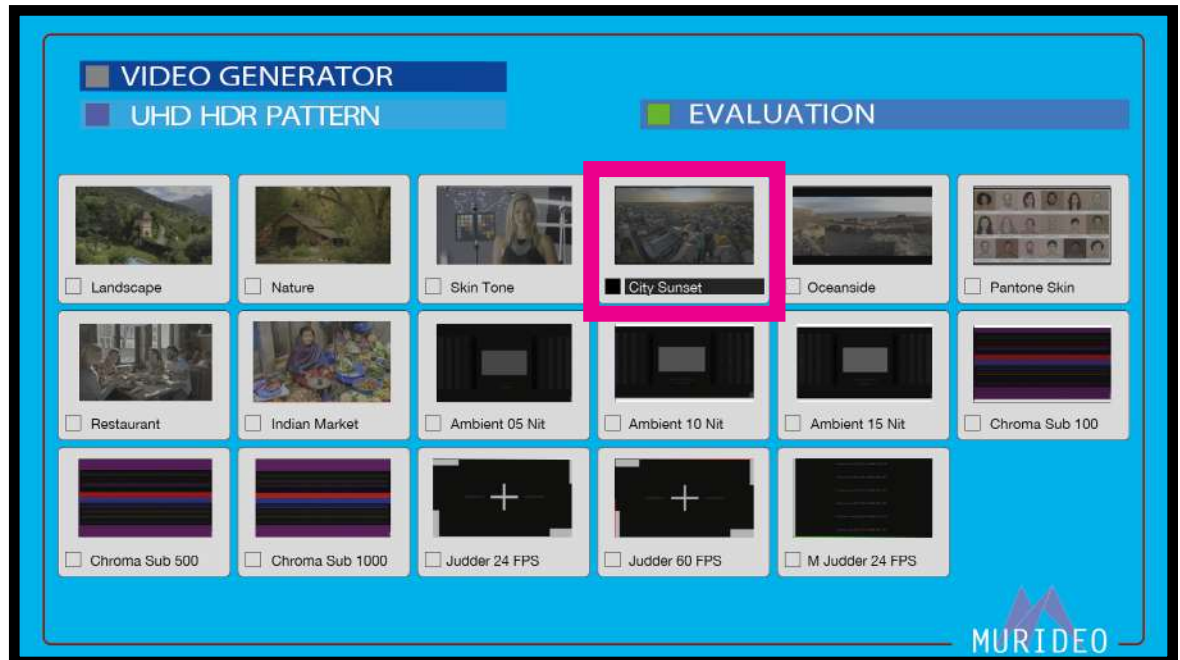 VIDEO GENERATOR
UHD HDR PATTERN
EVALUATION
Landscape
Nature
Skin Tone
City Sunset
Oceanside
Pantone Skin
Restaurant
Indian Market
Ambient 05 Nit
Ambient 10 Nit
Ambient 15 Nit
Chroma Sub 100
Chroma Sub 500
Chroma Sub 1000
Judder 24 FPS
Judder 60 FPS
M Judder 24 FPS
MURIDEO